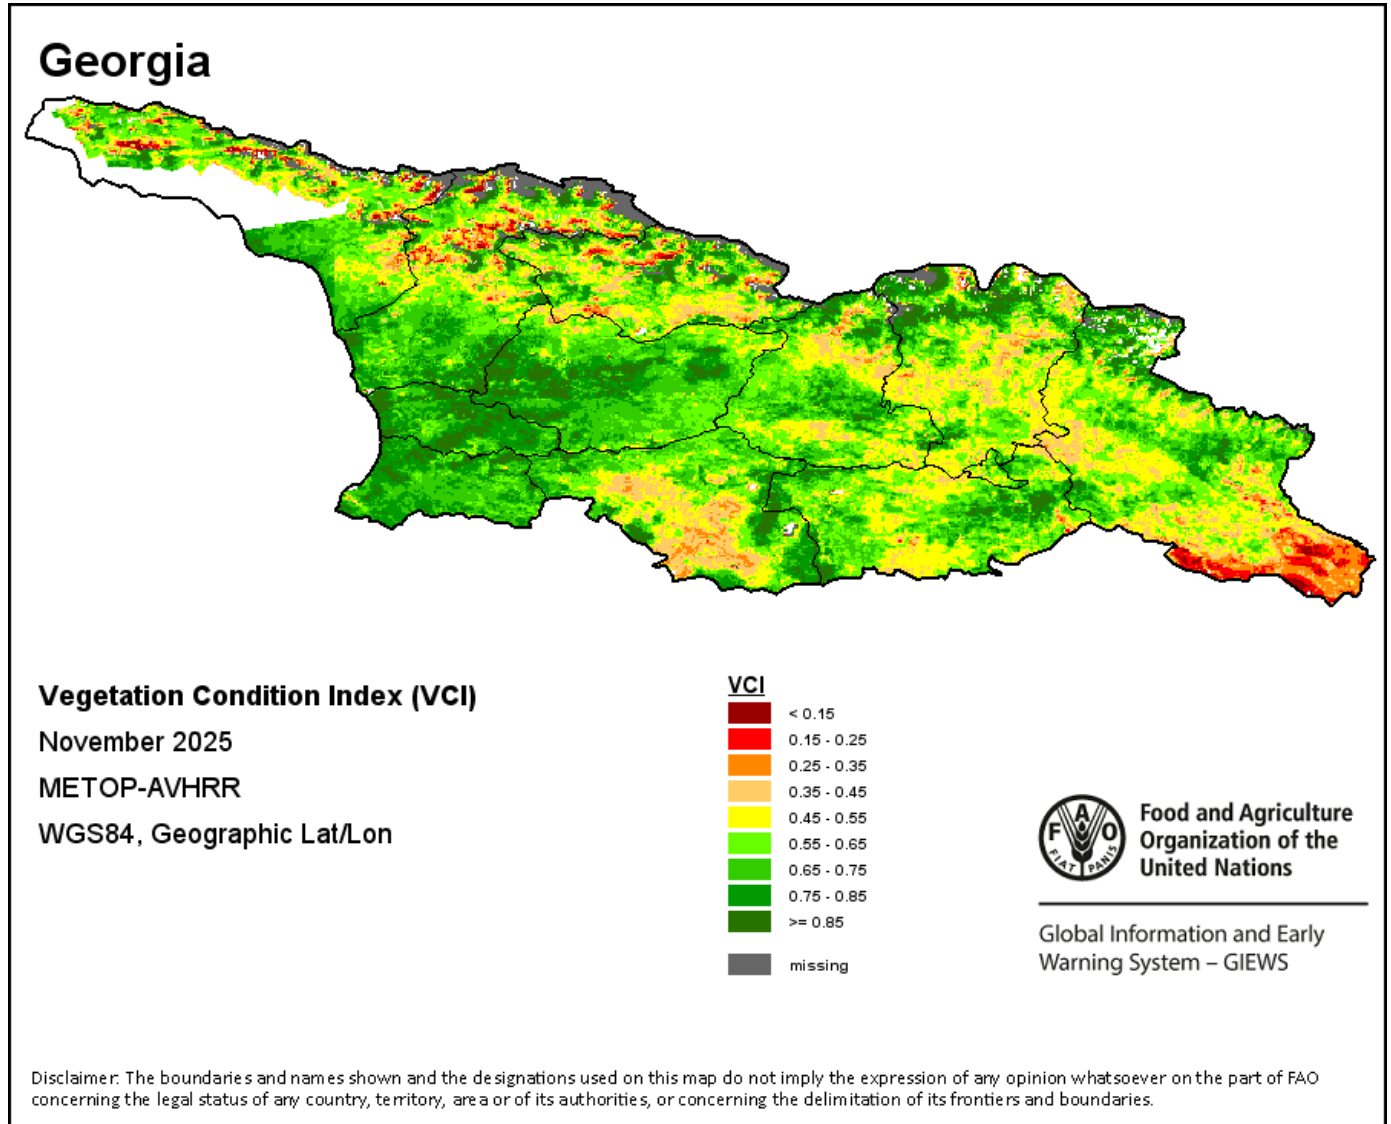 Georgia
Vegetation Condition Index (VCI)
November 2025
METOP-AVHRR
WGS84, Geographic Lat/Lon
VCI
< 0.15
0.15 - 0.25
0.25 - 0.35
0.35 - 0.45
0.45 - 0.55
0.55 - 0.65
0.65 - 0.75
0.75 - 0.85
>= 0.85
missing
F A O
FIAT PANIS
Food and Agriculture
Organization of the
United Nations
Global Information and Early
Warning System – GIEWS
Disclaimer: The boundaries and names shown and the designations used on this map do not imply the expression of any opinion whatsoever on the part of FAO
concerning the legal status of any country, territory, area or of its authorities, or concerning the delimitation of its frontiers and boundaries.